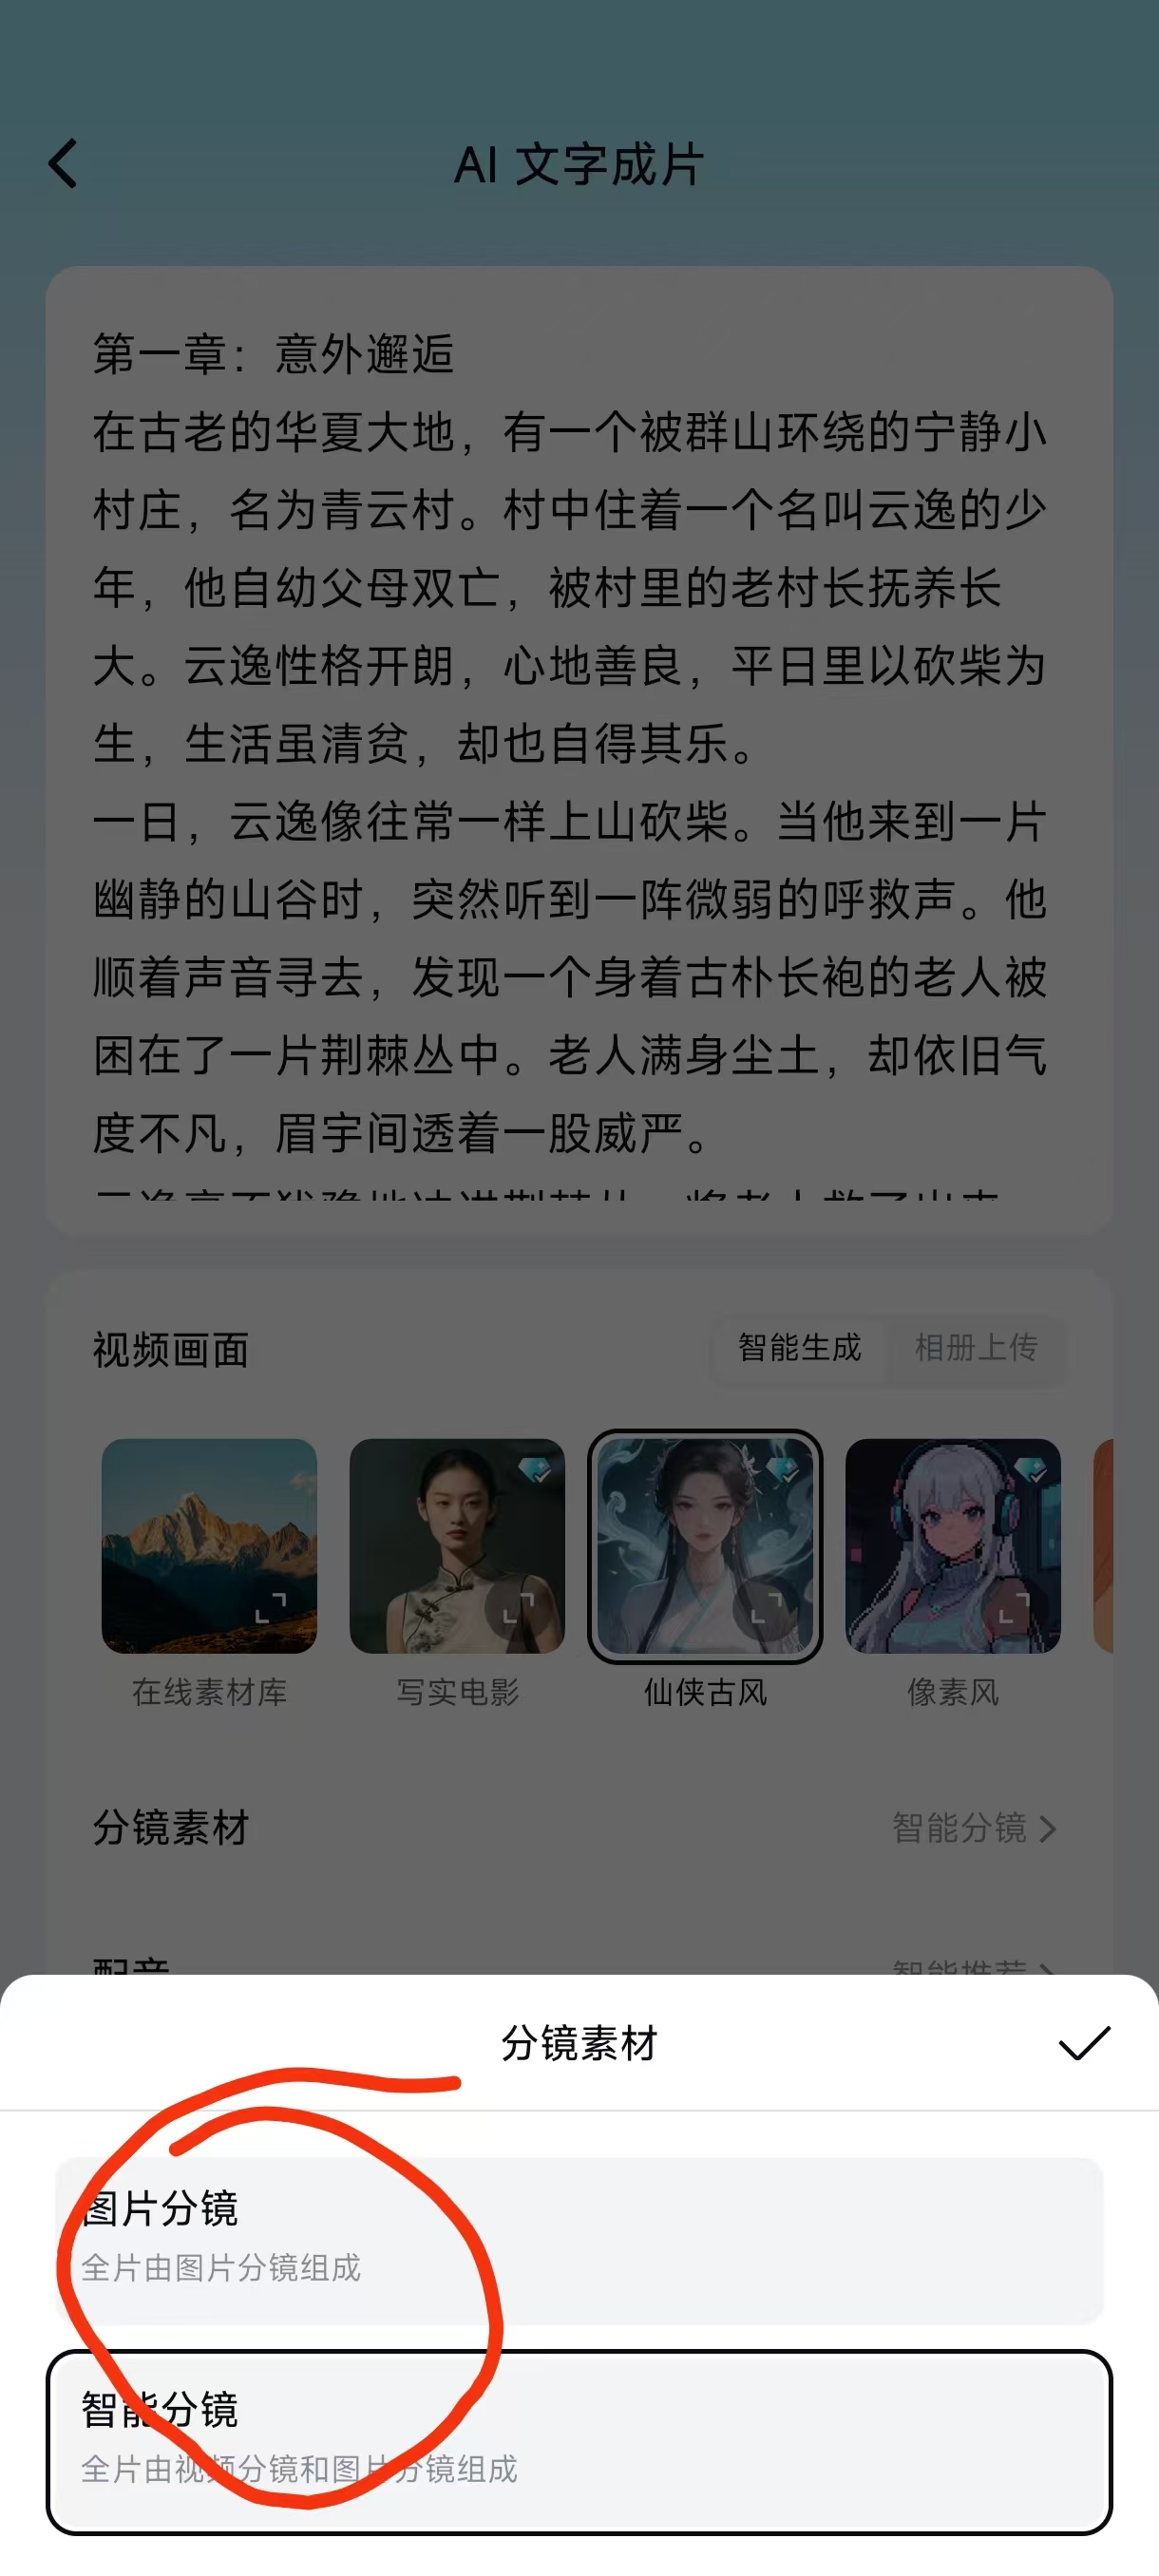 AI 文字成片
第一章：意外邂逅
在古老的华夏大地，有一个被群山环绕的宁静小
村庄，名为青云村。村中住着一个名叫云逸的少
年，他自幼父母双亡，被村里的老村长抚养长
大。云逸性格开朗，心地善良，平日里以砍柴为
生，生活虽清贫，却也自得其乐。
一日，云逸像往常一样上山砍柴。当他来到一片
幽静的山谷时，突然听到一阵微弱的呼救声。他
顺着声音寻去，发现一个身着古朴长袍的老人被
困在了一片荆棘丛中。老人满身尘土，却依旧气
度不凡，眉宇间透着一股威严。
视频画面 智能生成 相册上传
在线素材库 写实电影 仙侠古风 像素风
分镜素材 智能分镜
配音 智能推荐
分镜素材
图片分镜
全片由图片分镜组成
智能分镜
全片由视频分镜和图片分镜组成